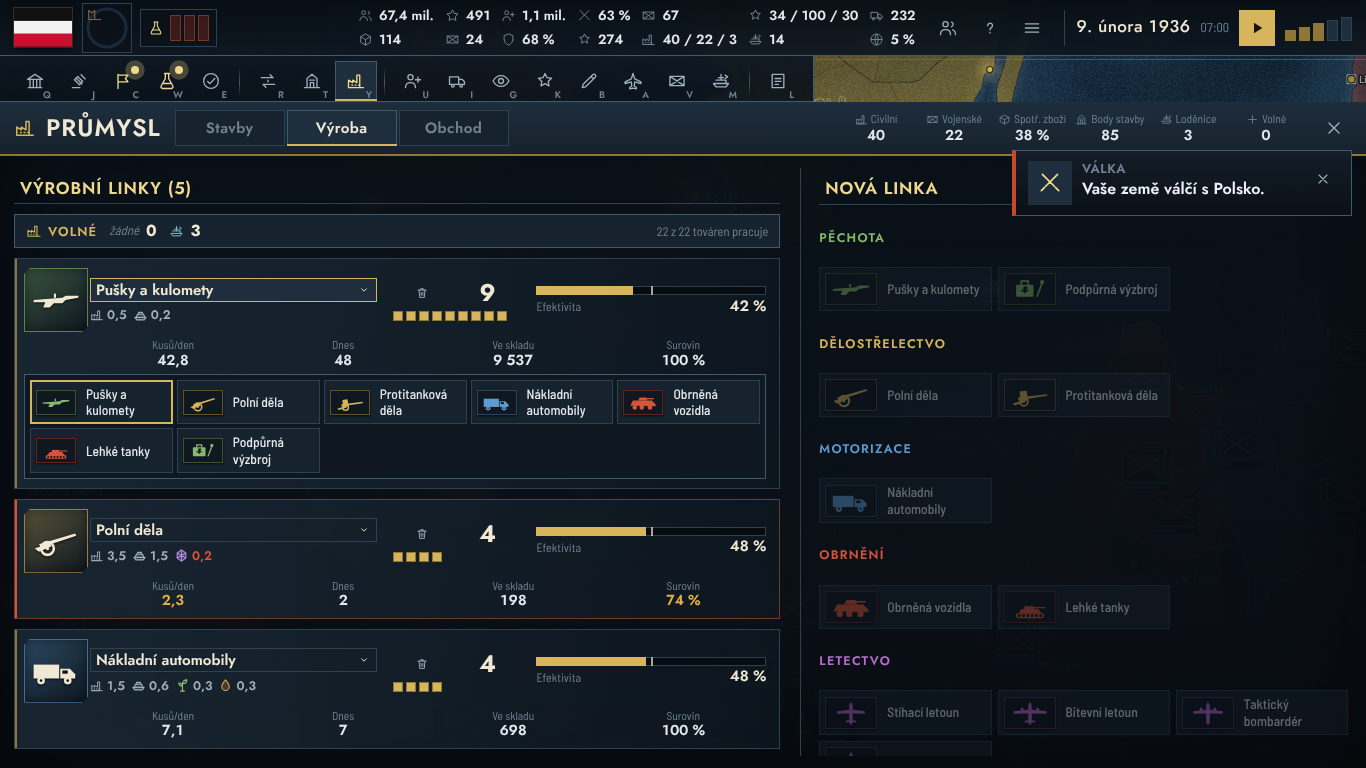 67,4 mil. 491 1,1 mil. 63 % 67 34 / 100 / 30 232
114 24 68 % 274 40 / 22 / 3 14 5 %
? 9. února 1936 07:00
Q J C W E R T Y U I G K B A V M L
PRŮMYSL Stavby Výroba Obchod
Civilní Vojenské Spotř. zboží Body stavby Loděnice Volné
40 22 38 % 85 3 0
VÁLKA
Vaše země válčí s Polsko.
VÝROBNÍ LINKY (5)
VOLNÉ žádné 0 3 22 z 22 továren pracuje
Pušky a kulomety 9
0,5 0,2
Efektivita 42 %
Kusů/den Dnes Ve skladu Surovin
42,8 48 9 537 100 %
Pušky a kulomety Polní děla Protitanková děla Nákladní automobily Obrněná vozidla
Lehké tanky Podpůrná výzbroj
Polní děla 4
3,5 1,5 0,2
Efektivita 48 %
Kusů/den Dnes Ve skladu Surovin
2,3 2 198 74 %
Nákladní automobily 4
1,5 0,6 0,3 0,3
Efektivita 48 %
Kusů/den Dnes Ve skladu Surovin
7,1 7 698 100 %
NOVÁ LINKA
PĚCHOTA
Pušky a kulomety Podpůrná výzbroj
DĚLOSTŘELECTVO
Polní děla Protitanková děla
MOTORIZACE
Nákladní automobily
OBRNĚNÍ
Obrněná vozidla Lehké tanky
LETECTVO
Stíhací letoun Bitevní letoun Taktický bombardér